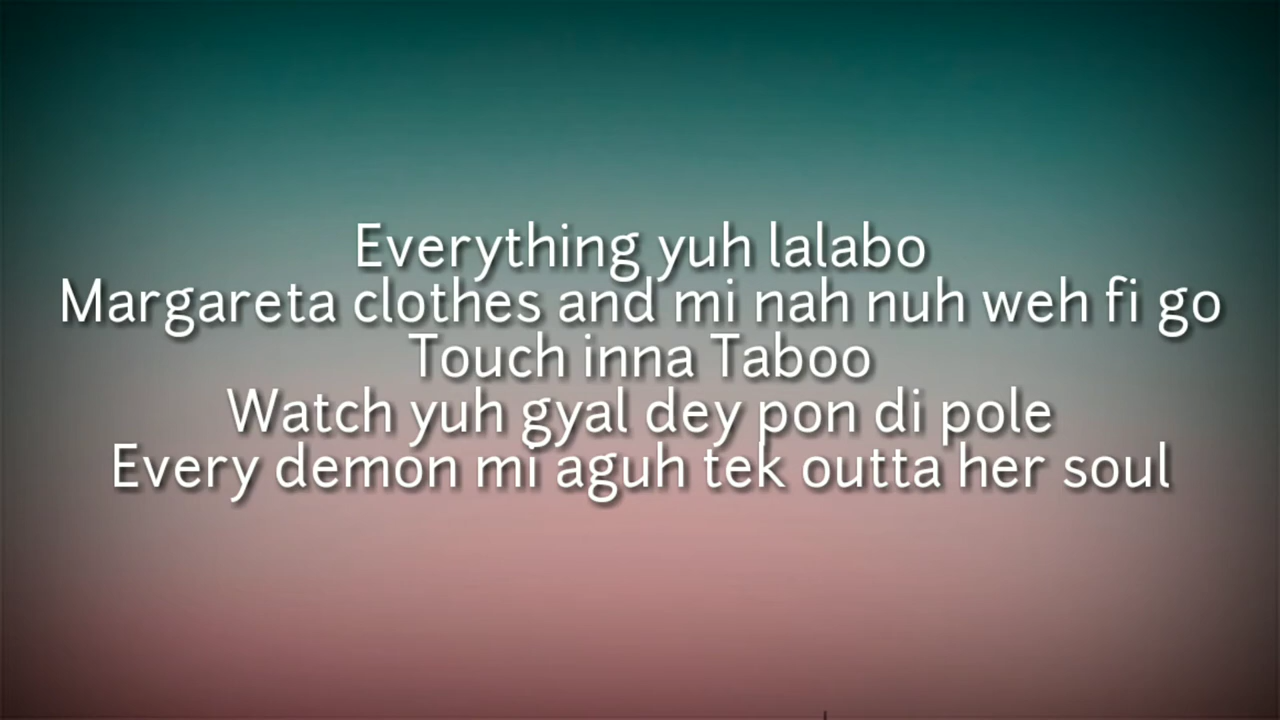 Everything yuh lalabo
Margareta clothes and mi nah nuh weh fi go
Touch inna Taboo
Watch yuh gyal dey pon di pole
Every demon mi aguh tek outta her soul